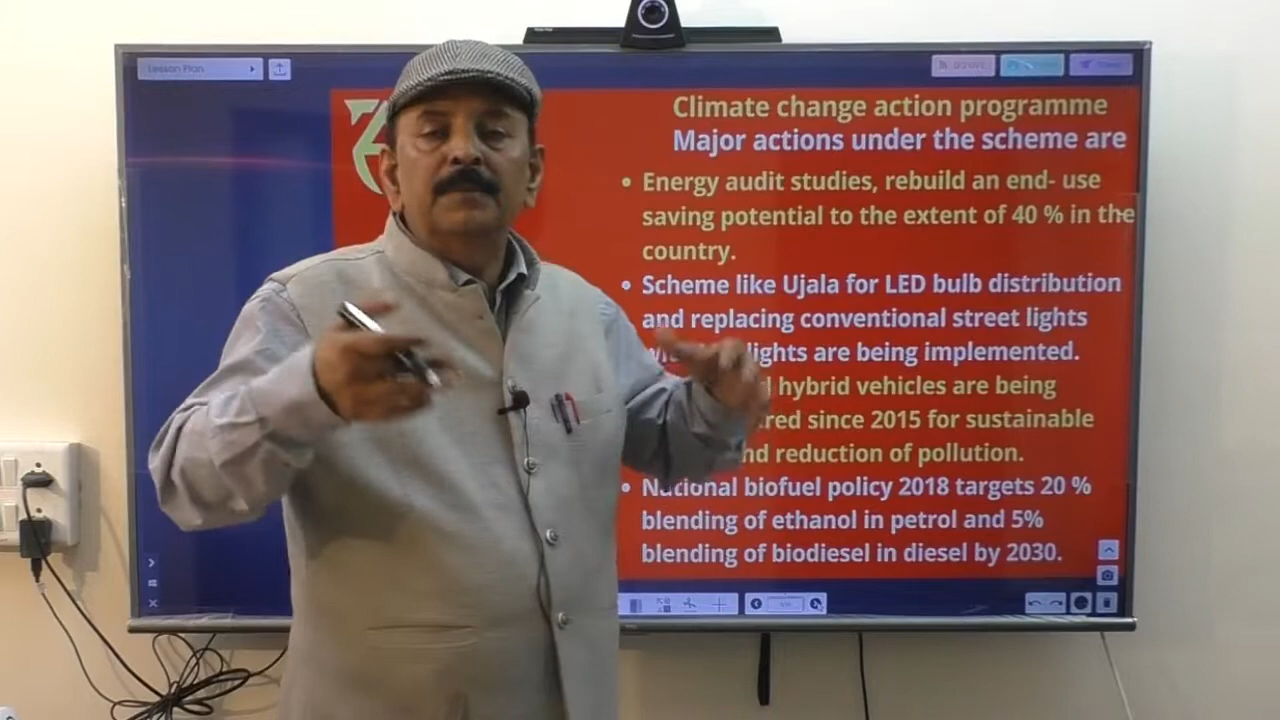 Lesson Plan
Climate change action programme
Major actions under the scheme are
• Energy audit studies, rebuild an end- use
saving potential to the extent of 40 % in the
country.
• Scheme like Ujala for LED bulb distribution
and replacing conventional street lights
lights are being implemented.
hybrid vehicles are being
since 2015 for sustainable
and reduction of pollution.
• National biofuel policy 2018 targets 20 %
blending of ethanol in petrol and 5%
blending of biodiesel in diesel by 2030.